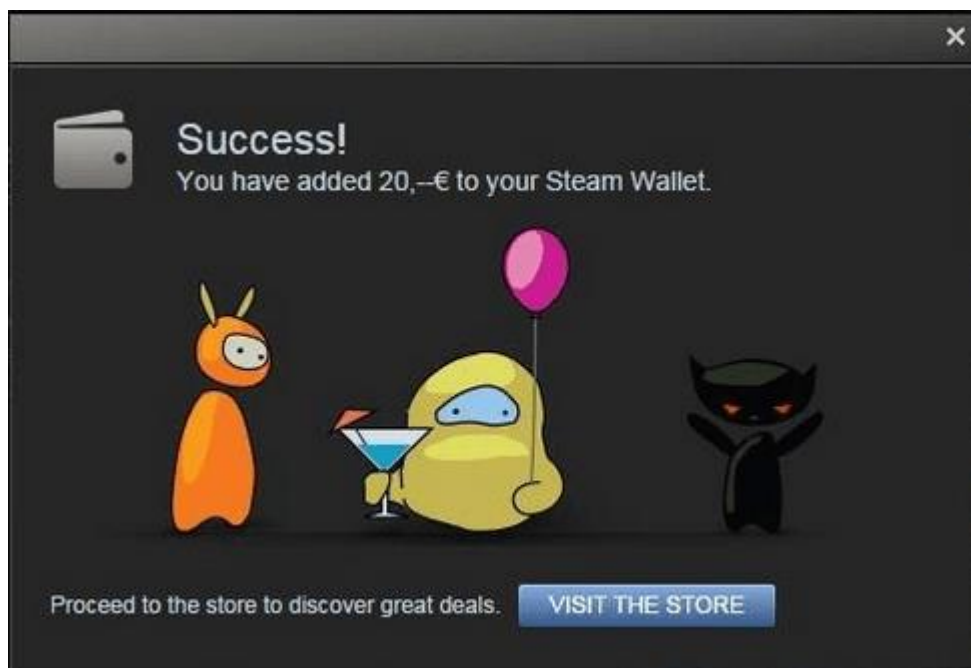 Success!
You have added 20,--€ to your Steam Wallet.
Proceed to the store to discover great deals.
VISIT THE STORE